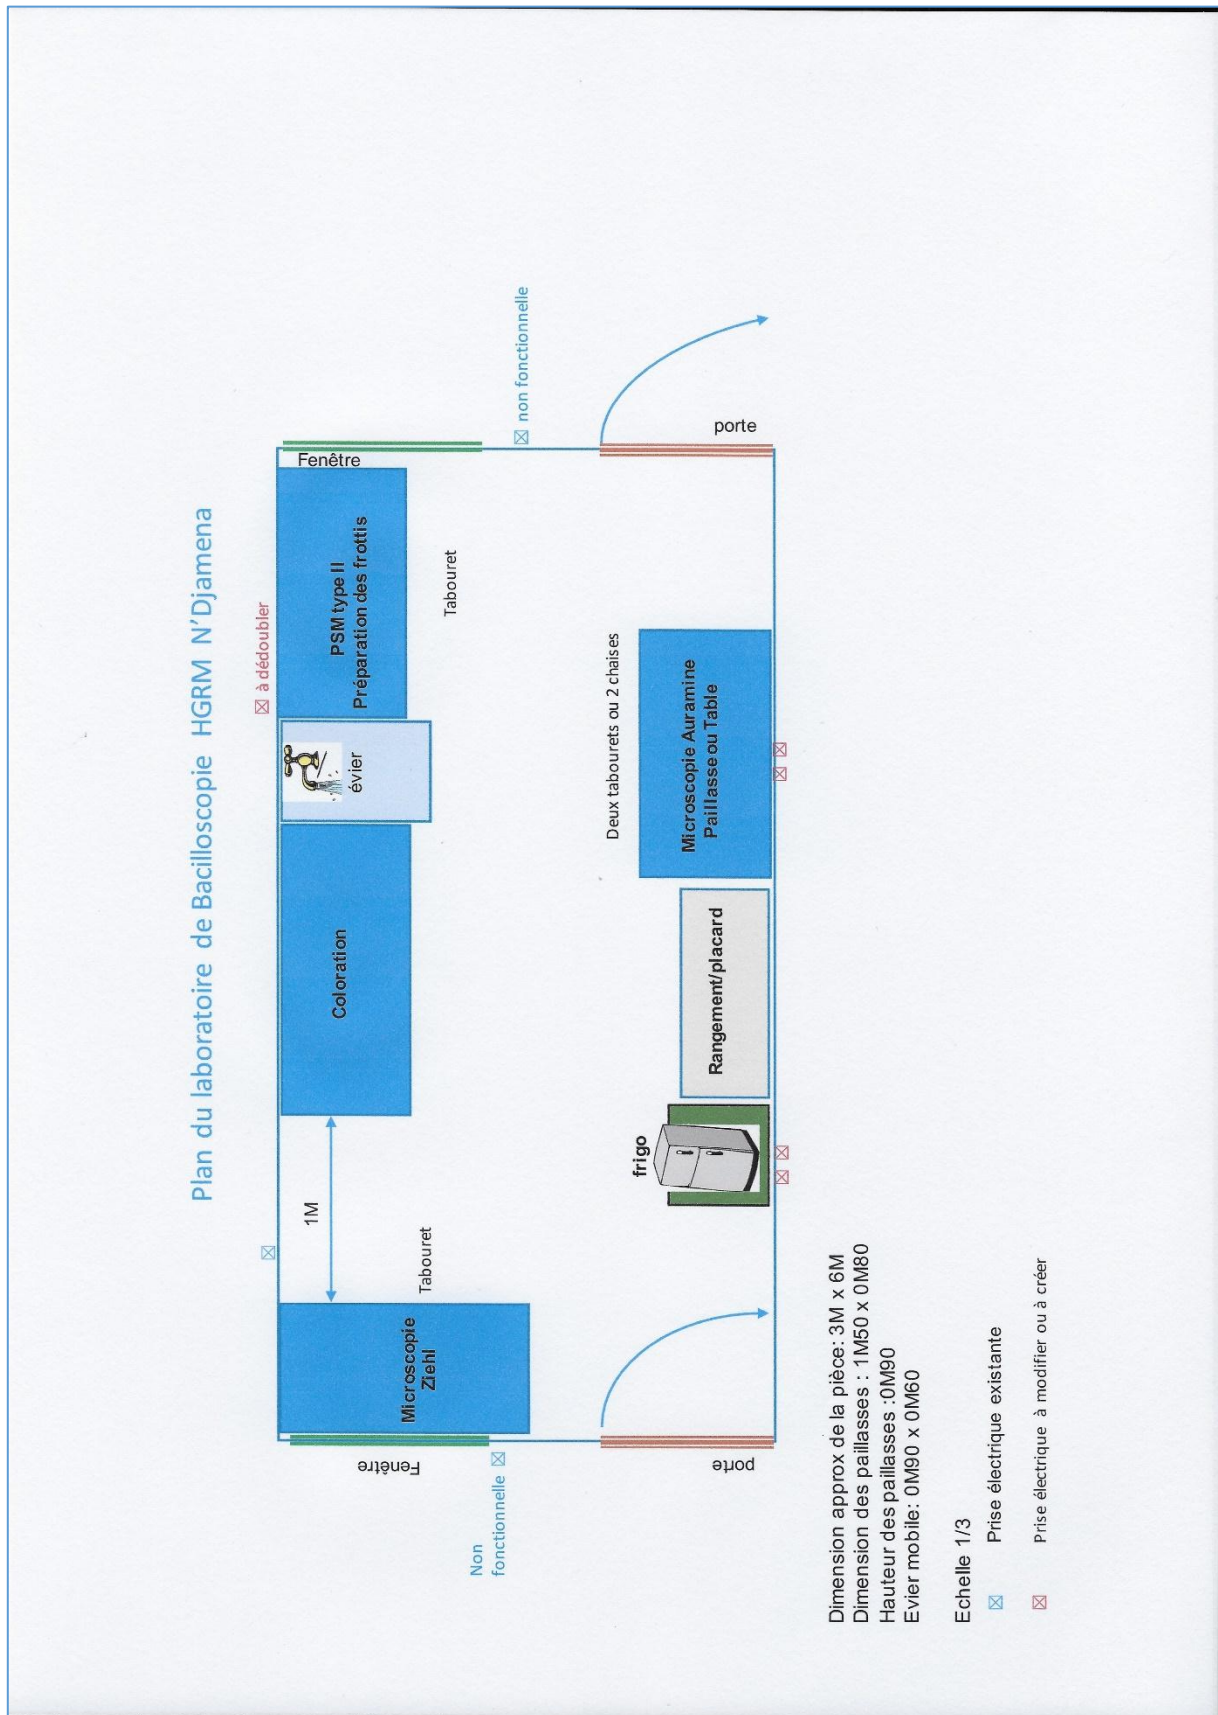 Plan du laboratoire de Bacilloscopie HGRM N'Djamena
à dédoubler
Fenêtre
Microscopie
Ziehl
1M
Coloration
évier
PSM type II
Préparation des frottis
Fenêtre
Non
fonctionnelle
Tabouret
Tabouret
non fonctionnelle
frigo
Deux tabourets ou 2 chaises
porte
Rangement/placard
Microscopie Auramine
Paillasse ou Table
porte
Dimension approx de la pièce: 3M x 6M
Dimension des paillasses : 1M50 x 0M80
Hauteur des paillasses :0M90
Evier mobile: 0M90 x 0M60
Echelle 1/3
Prise électrique existante
Prise électrique à modifier ou à créer